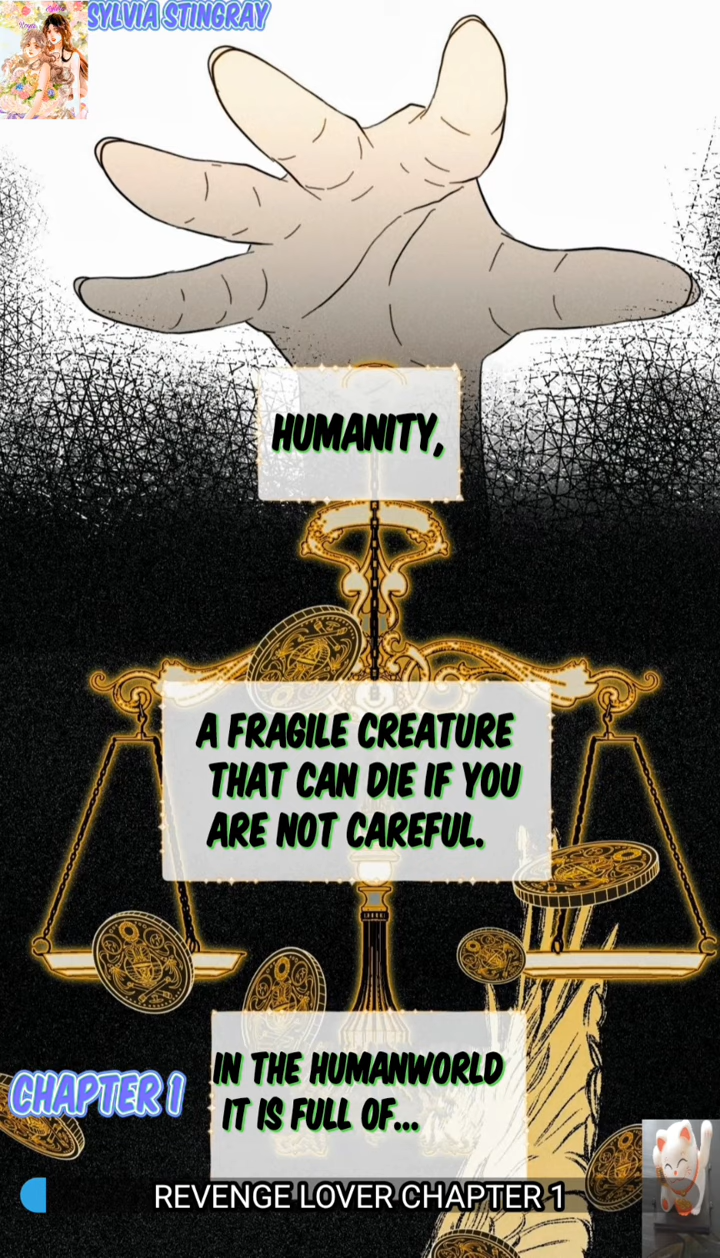 SYLVIA STINGRAY
HUMANITY,
A FRAGILE CREATURE
THAT CAN DIE IF YOU
ARE NOT CAREFUL.
IN THE HUMANWORLD
IT IS FULL OF...
CHAPTER 1
REVENGE LOVER CHAPTER 1